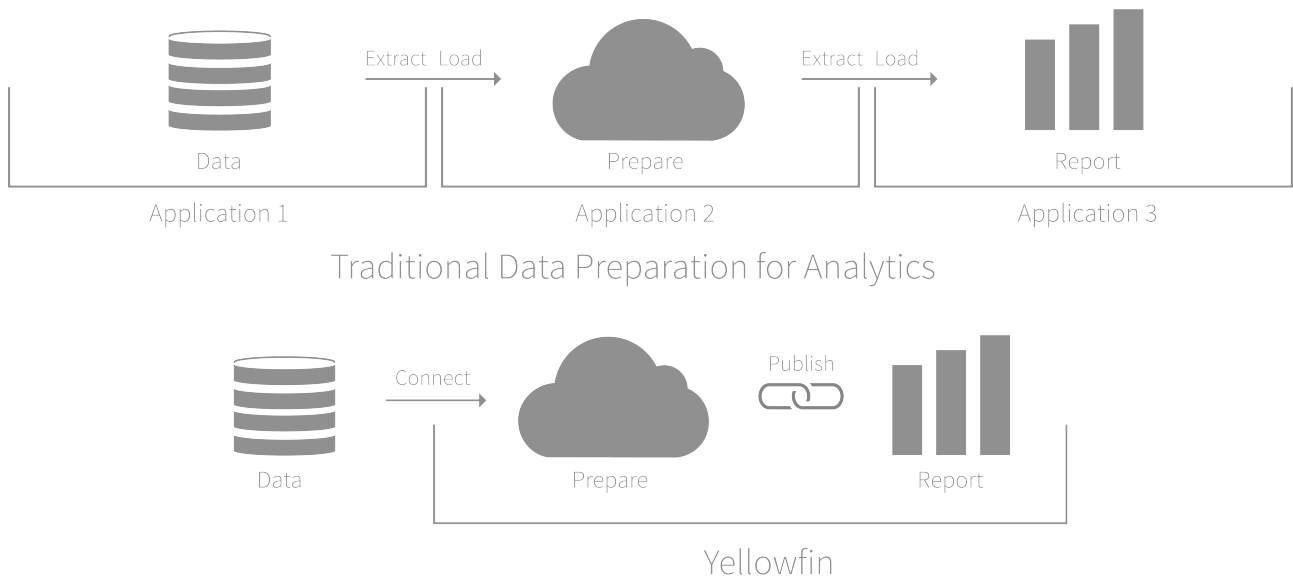 Extract Load
Extract Load
Data
Prepare
Report
Application 1
Application 2
Application 3
Traditional Data Preparation for Analytics
Connect
Publish
Data
Prepare
Report
Yellowfin